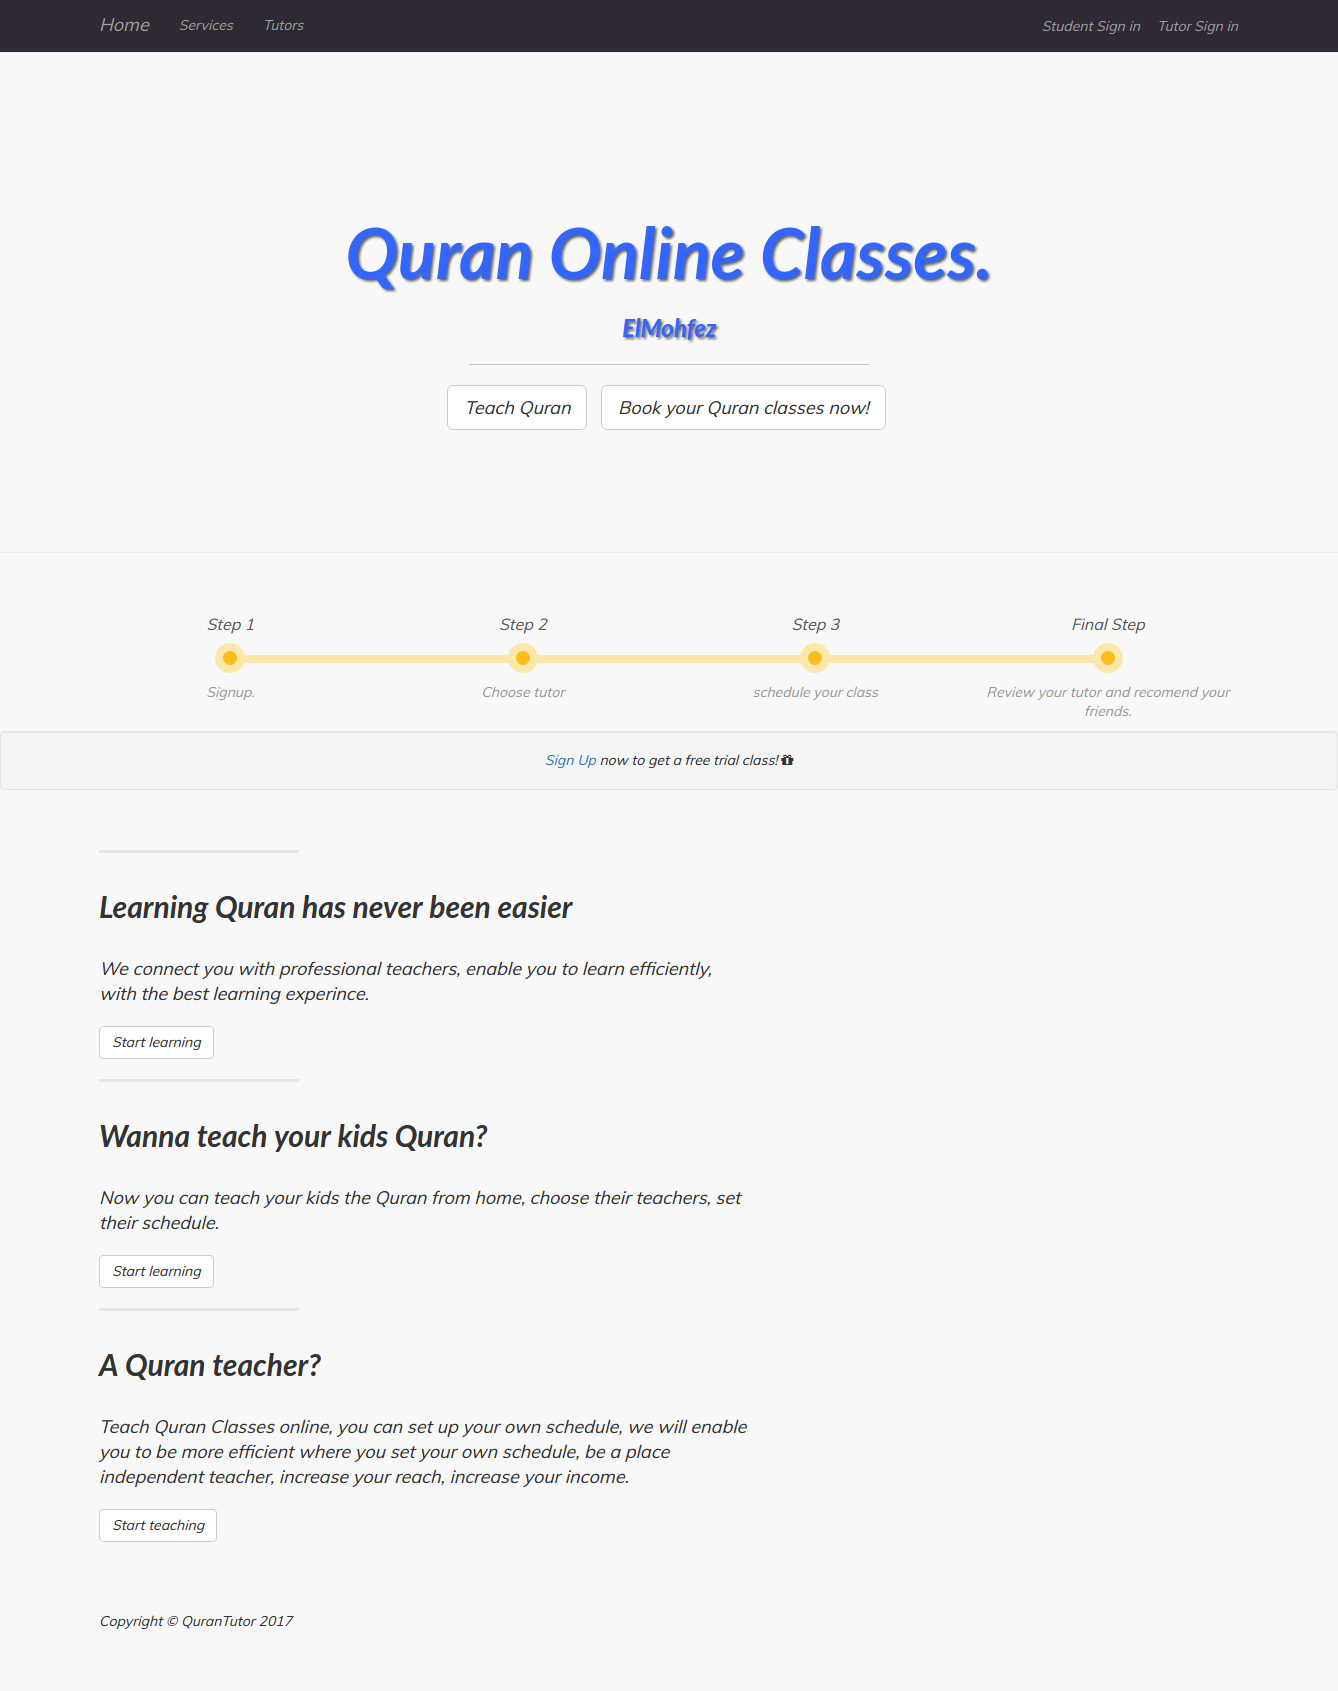 Home Services Tutors Student Sign in Tutor Sign in
Quran Online Classes.
ElMohfez
Teach Quran Book your Quran classes now!
Step 1 Step 2 Step 3 Final Step
Signup. Choose tutor schedule your class Review your tutor and recomend your
friends.
Sign Up now to get a free trial class!
Learning Quran has never been easier
We connect you with professional teachers, enable you to learn efficiently,
with the best learning experince.
Start learning
Wanna teach your kids Quran?
Now you can teach your kids the Quran from home, choose their teachers, set
their schedule.
Start learning
A Quran teacher?
Teach Quran Classes online, you can set up your own schedule, we will enable
you to be more efficient where you set your own schedule, be a place
independent teacher, increase your reach, increase your income.
Start teaching
Copyright © QuranTutor 2017